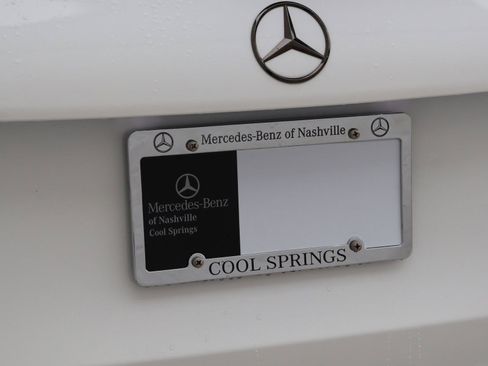 Mercedes-Benz of Nashville
Mercedes-Benz
of Nashville
Cool Springs
COOL SPRINGS